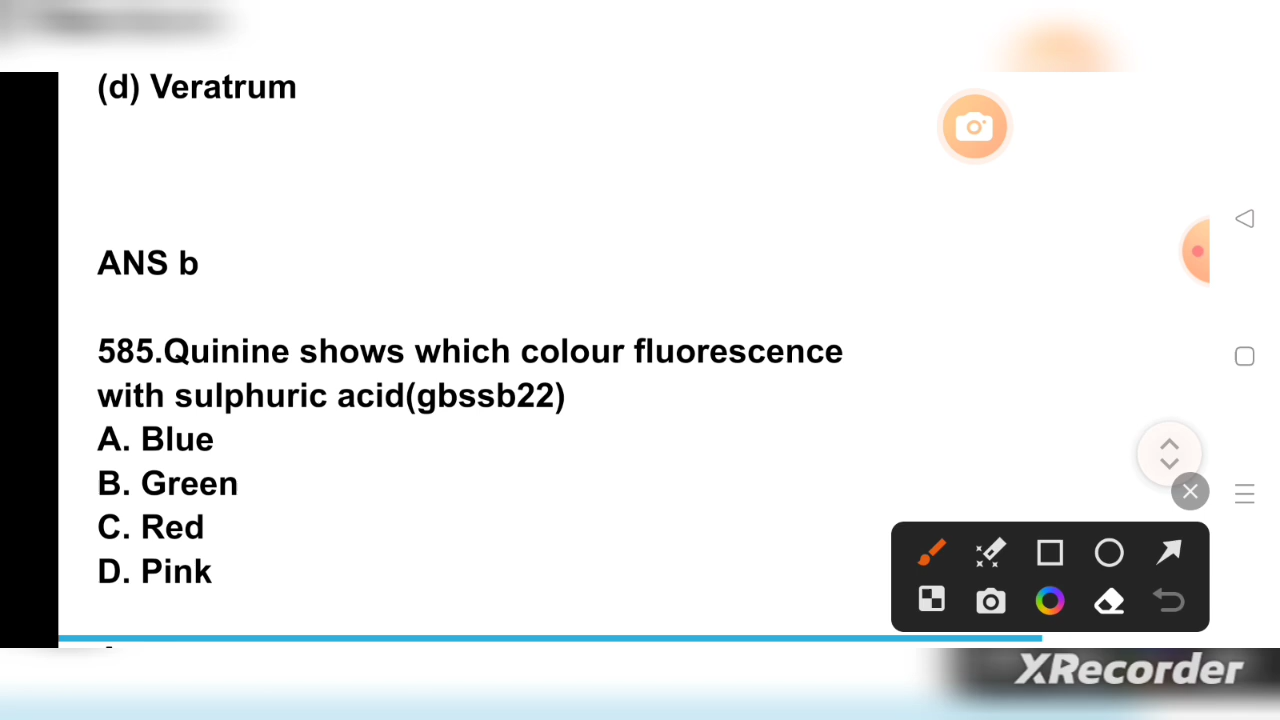 (d) Veratrum
ANS b
585.Quinine shows which colour fluorescence
with sulphuric acid(gbssb22)
A. Blue
B. Green
C. Red
D. Pink
XRecorder